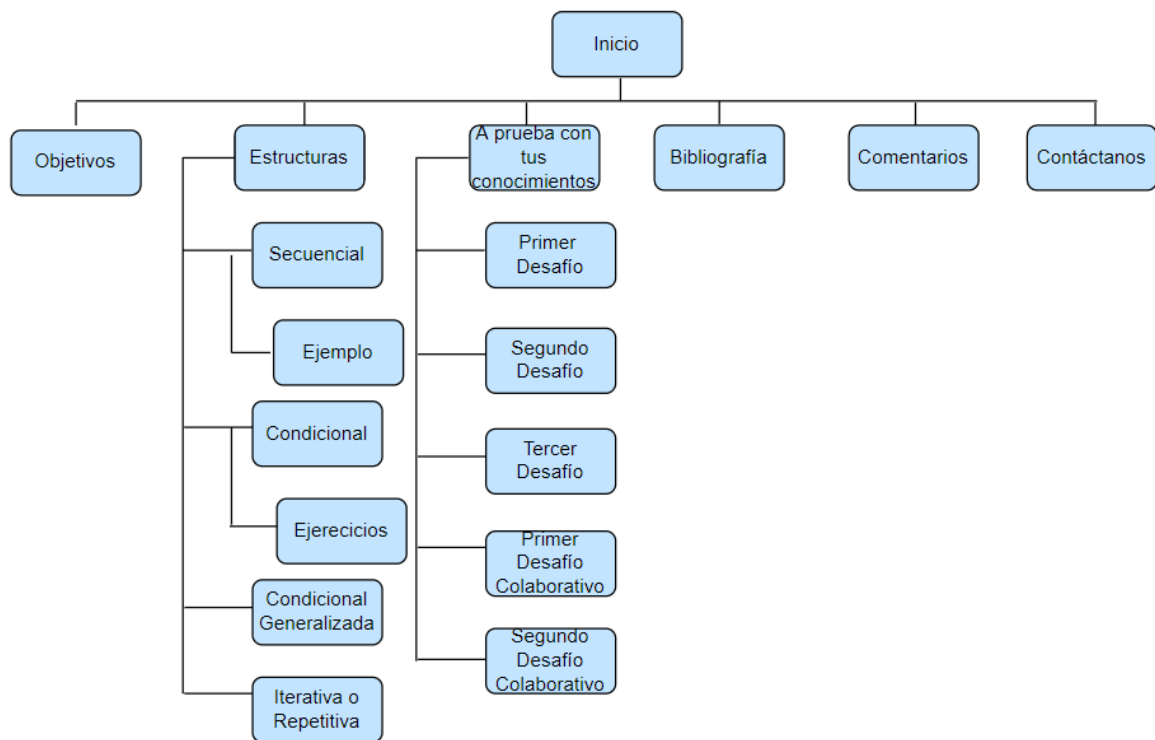 Inicio
Objetivos
Estructuras
A prueba con
tus
conocimientos
Bibliografía
Comentarios
Contáctanos
Secuencial
Ejemplo
Condicional
Ejerecicios
Condicional
Generalizada
Iterativa o
Repetitiva
Primer
Desafío
Segundo
Desafío
Tercer
Desafío
Primer
Desafío
Colaborativo
Segundo
Desafío
Colaborativo